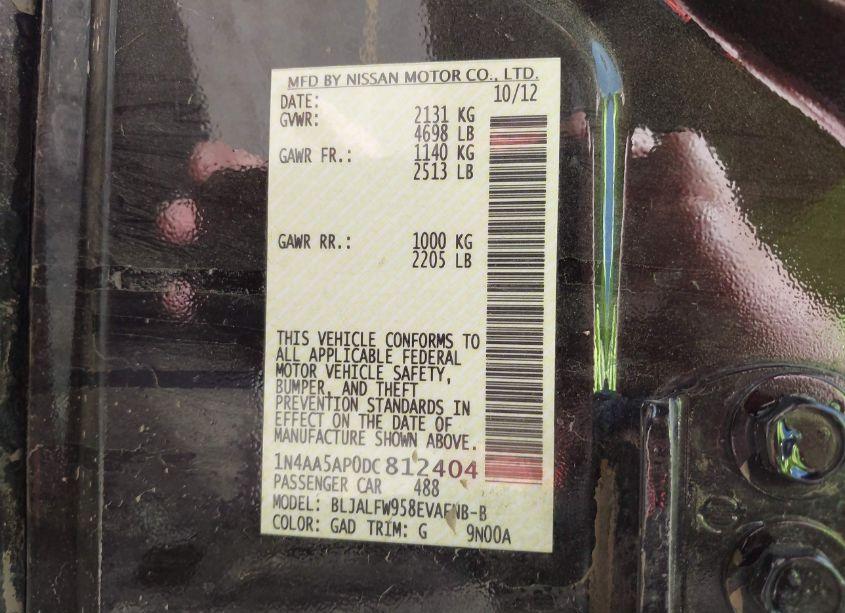 MFD BY NISSAN MOTOR CO., LTD.
DATE: 10/12
GVWR: 2131 KG
4698 LB
GAWR FR.: 1140 KG
2513 LB
GAWR RR.: 1000 KG
2205 LB
THIS VEHICLE CONFORMS TO
ALL APPLICABLE FEDERAL
MOTOR VEHICLE SAFETY,
BUMPER, AND THEFT
PREVENTION STANDARDS IN
EFFECT ON THE DATE OF
MANUFACTURE SHOWN ABOVE.
1N4AA5AP0DC812404
PASSENGER CAR 488
MODEL: BLJALFW958EVAENB-B
COLOR: GAD TRIM: G 9N00A